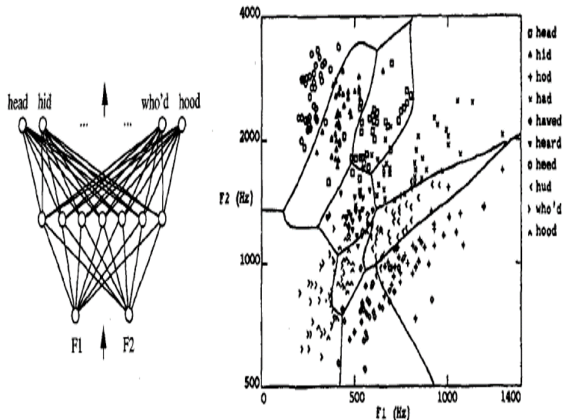 head hid ... ... who'd hood
F1 F2
4000
2000
F2 (Hz)
1000
500
0 500 1000 1400
F1 (Hz)
head
hid
hod
had
haved
heard
heed
hud
who'd
hood